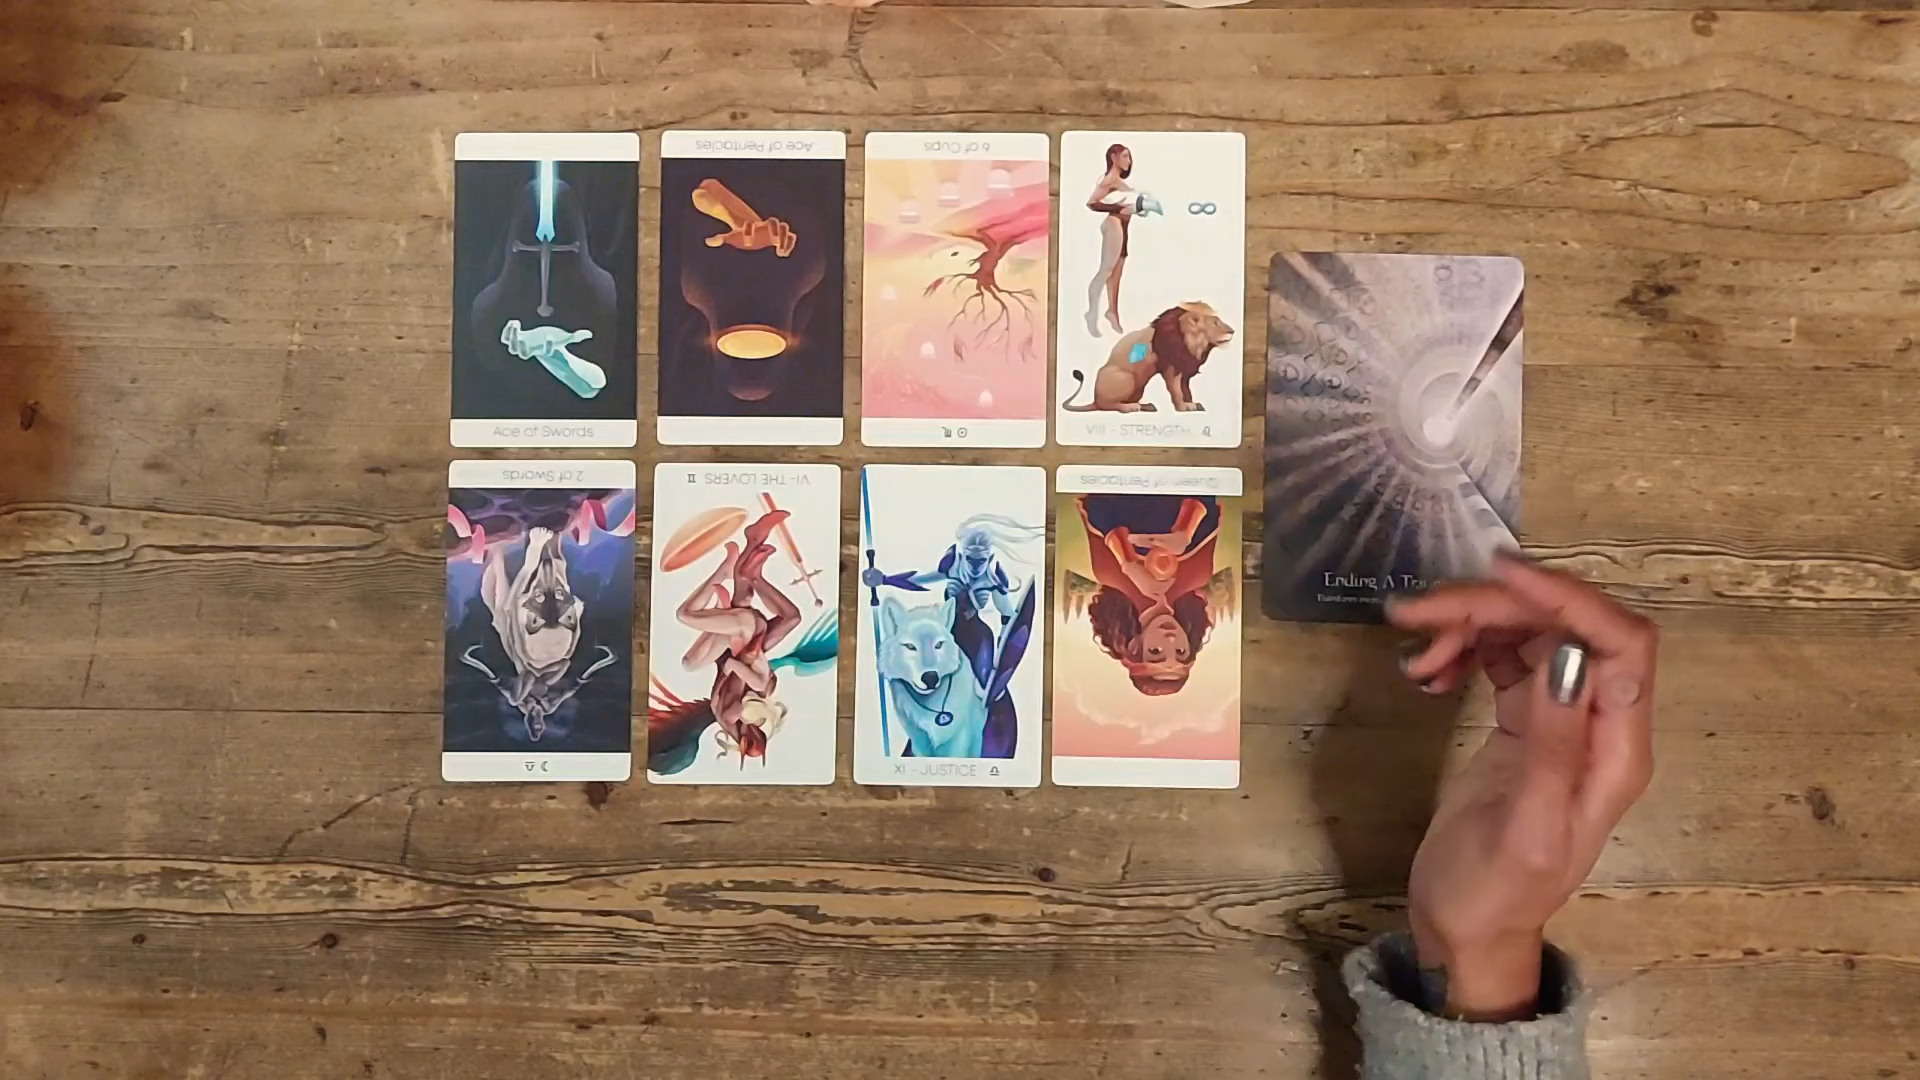 Ace of Swords
Ace of Pentacles
6 of Cups
VIII - STRENGTH
2 of Swords
VI - THE LOVERS
XI - JUSTICE
Queen of Pentacles
Ending A